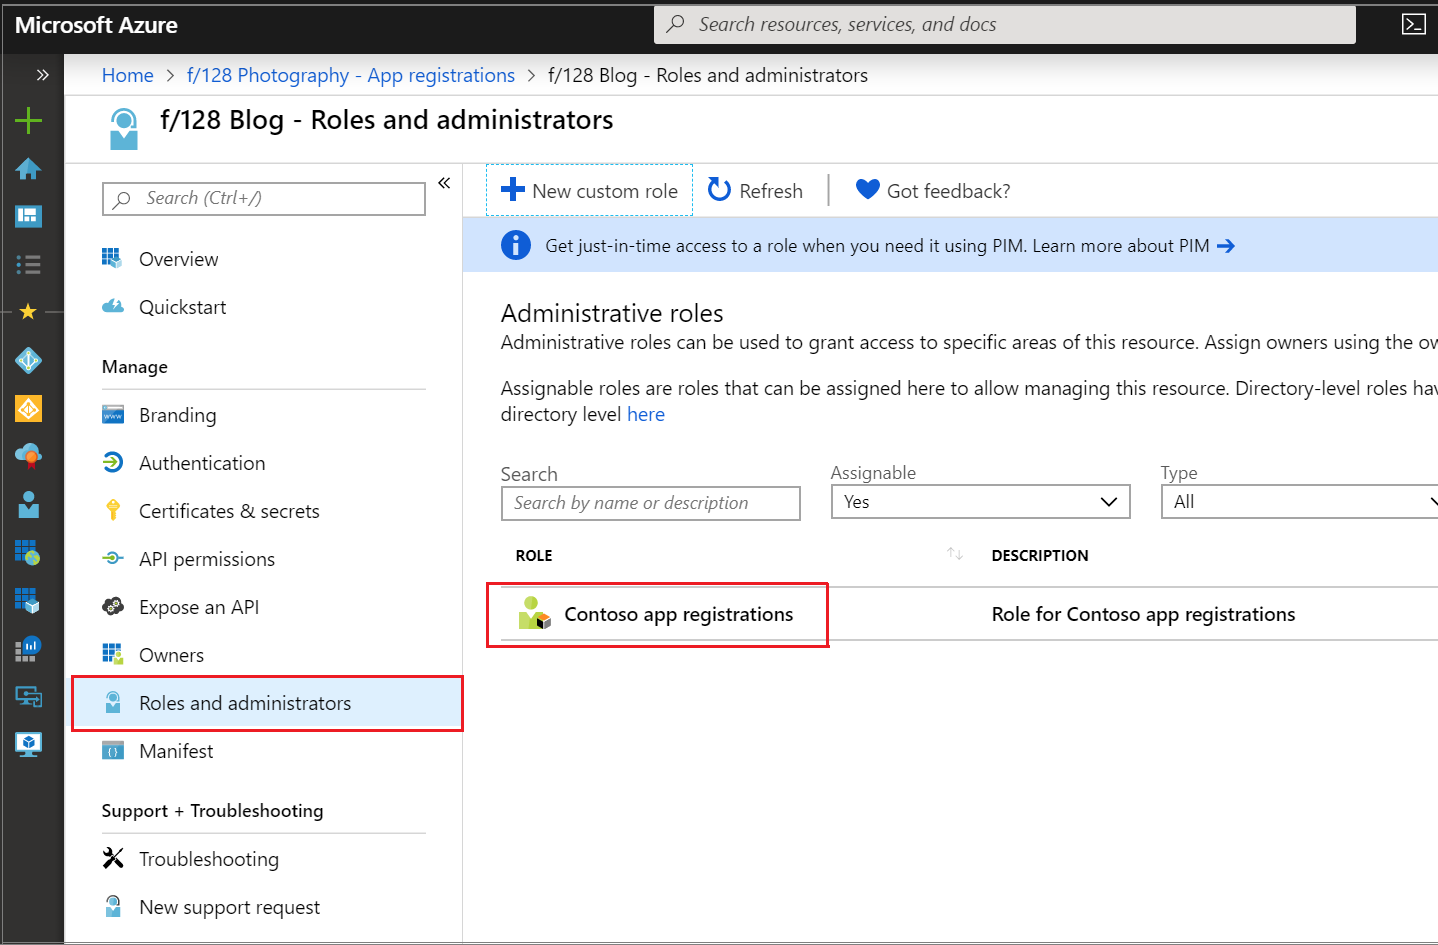 Microsoft Azure
Search resources, services, and docs
Home > f/128 Photography - App registrations > f/128 Blog - Roles and administrators
f/128 Blog - Roles and administrators
Search (Ctrl+/)
Overview
Quickstart
Manage
Branding
Authentication
Certificates & secrets
API permissions
Expose an API
Owners
Roles and administrators
Manifest
Support + Troubleshooting
Troubleshooting
New support request
New custom role
Refresh
Got feedback?
Get just-in-time access to a role when you need it using PIM. Learn more about PIM →
Administrative roles
Administrative roles can be used to grant access to specific areas of this resource. Assign owners using the
Assignable roles are roles that can be assigned here to allow managing this resource. Directory-level roles
directory level here
Search
Search by name or description
Assignable
Yes
Type
All
ROLE
DESCRIPTION
Contoso app registrations
Role for Contoso app registrations